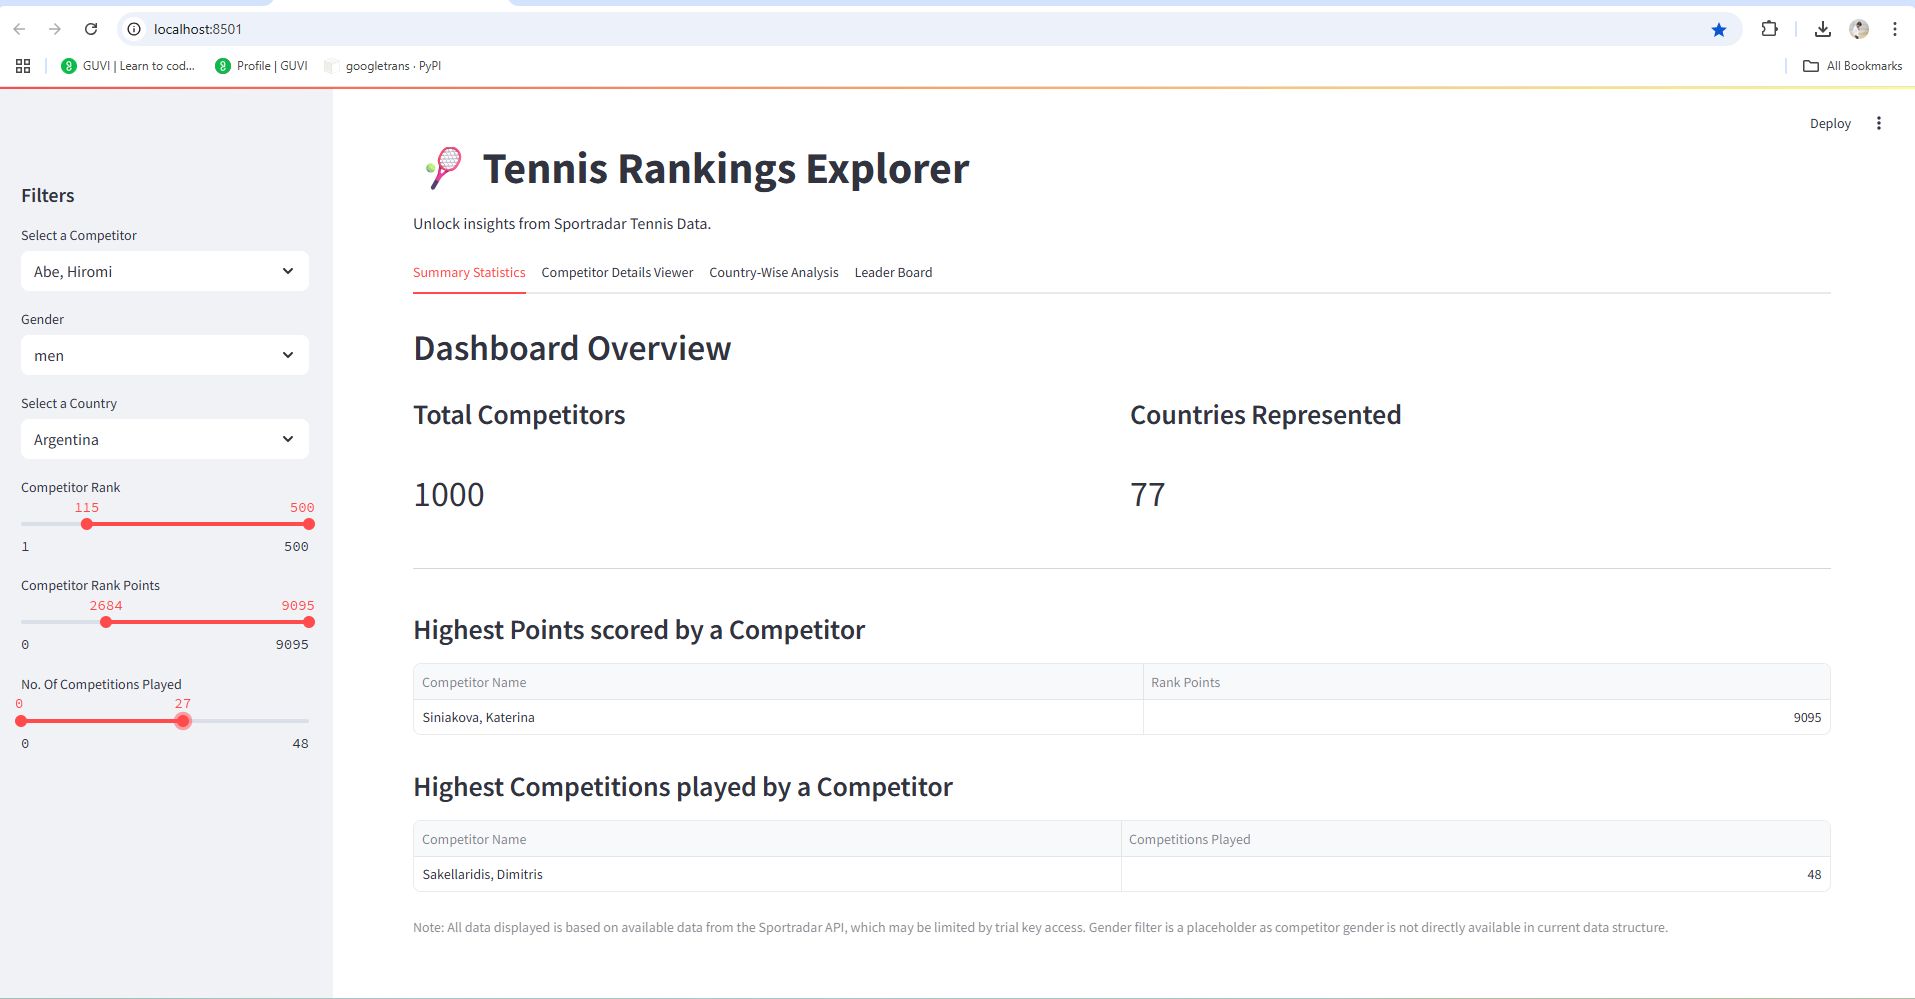 localhost:8501
GUVI | Learn to cod...
Profile | GUVI
googletrans · PyPI
All Bookmarks
Deploy
Filters
Select a Competitor
Abe, Hiromi
Gender
men
Select a Country
Argentina
Competitor Rank
115 500
1 500
Competitor Rank Points
2684 9095
0 9095
No. Of Competitions Played
0 27
0 48
Tennis Rankings Explorer
Unlock insights from Sportradar Tennis Data.
Summary Statistics Competitor Details Viewer Country-Wise Analysis Leader Board
Dashboard Overview
Total Competitors
1000
Countries Represented
77
Highest Points scored by a Competitor
Competitor Name Rank Points
Siniakova, Katerina 9095
Highest Competitions played by a Competitor
Competitor Name Competitions Played
Sakellaridis, Dimitris 48
Note: All data displayed is based on available data from the Sportradar API, which may be limited by trial key access. Gender filter is a placeholder as competitor gender is not directly available in current data structure.